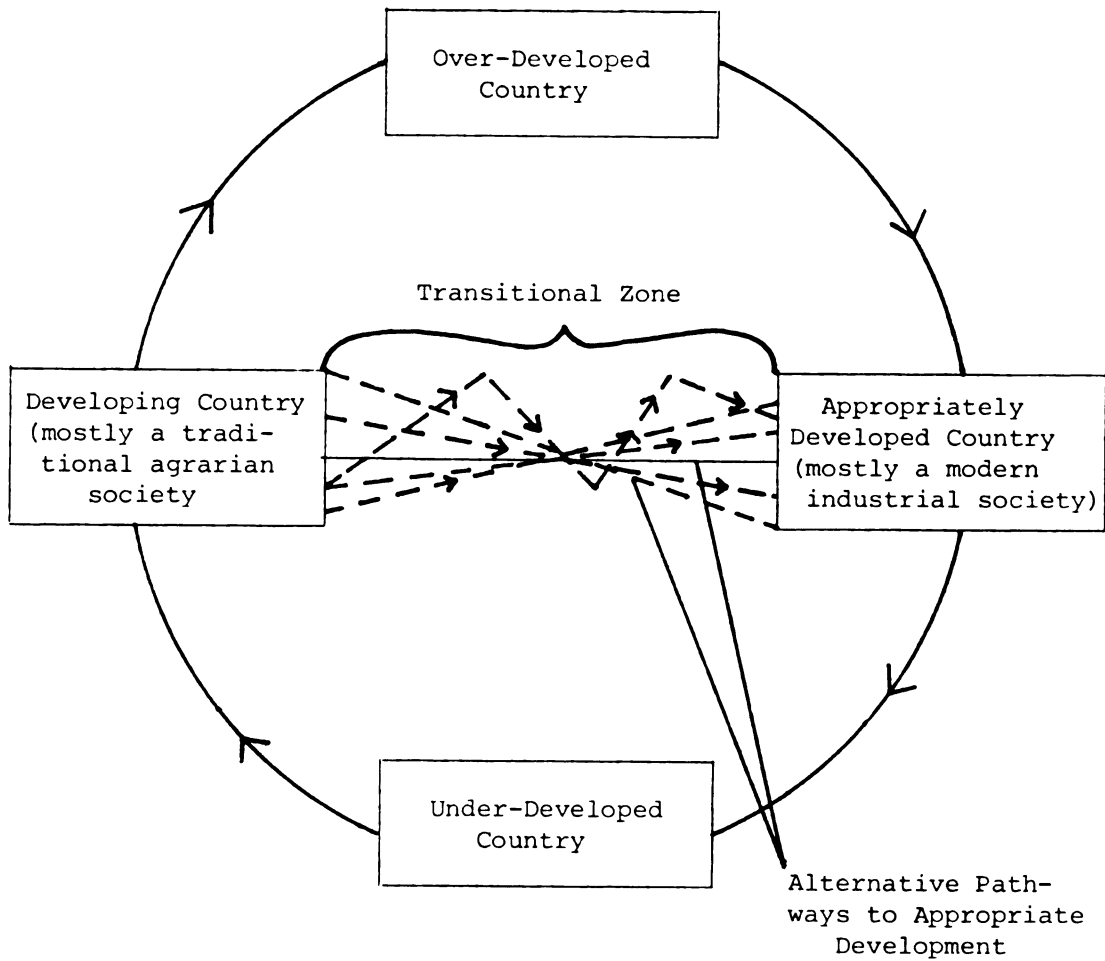 Over-Developed
Country
Transitional Zone
Developing Country
(mostly a tradi-
tional agrarian
society
Appropriately
Developed Country
(mostly a modern
industrial society)
Under-Developed
Country
Alternative Path-
ways to Appropriate
Development